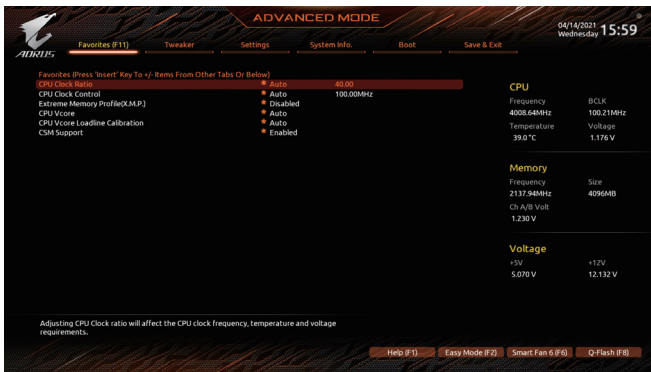 ADVANCED MODE
04/14/2021
Wednesday 15:59
AORUS
Favorites (F11) Tweaker Settings System Info. Boot Save & Exit
Favorites (Press 'Insert' Key To +/- Items From Other Tabs Or Below)
CPU Clock Ratio * Auto 40.00
CPU Clock Control * Auto 100.00MHz
Extreme Memory Profile(X.M.P.) * Disabled
CPU Vcore * Auto
CPU Vcore Loadline Calibration * Auto
CSM Support * Enabled
CPU
Frequency BCLK
4008.64MHz 100.21MHz
Temperature Voltage
39.0 °C 1.176 V
Memory
Frequency Size
2137.94MHz 4096MB
Ch A/B Volt
1.230 V
Voltage
+5V +12V
5.070 V 12.132 V
Adjusting CPU Clock ratio will affect the CPU clock frequency, temperature and voltage
requirements.
Help (F1) Easy Mode (F2) Smart Fan 6 (F6) Q-Flash (F8)